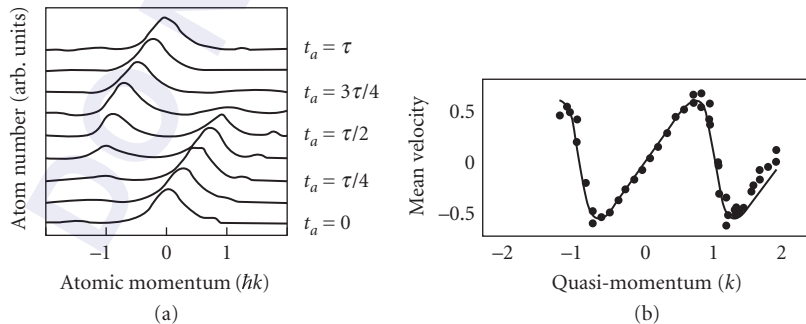 Atom number (arb. units)
t_a = τ
t_a = 3τ/4
t_a = τ/2
t_a = τ/4
t_a = 0
−1 0 1
Atomic momentum (ħk)
(a)
Mean velocity
0.5
0
−0.5
−2 −1 0 1 2
Quasi-momentum (k)
(b)